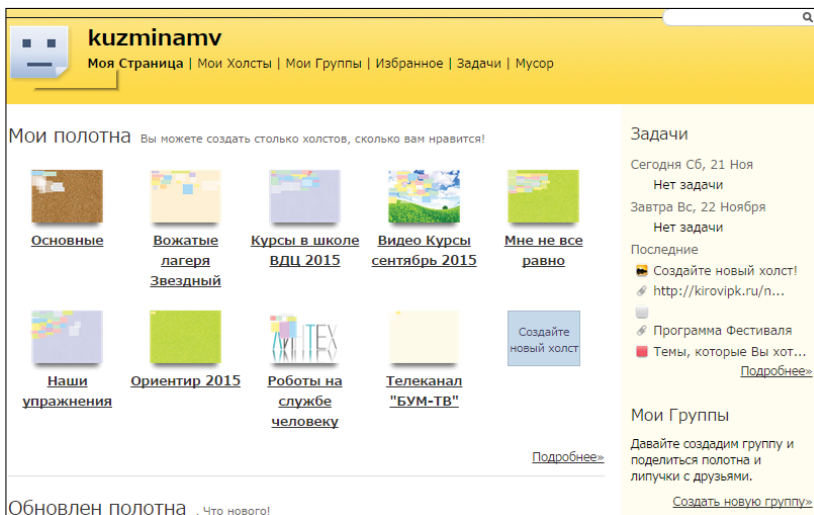 kuzminamv
Моя Страница | Мои Холсты | Мои Группы | Избранное | Задачи | Мусор
Мои полотна Вы можете создать столько холстов, сколько вам нравится!
Основные
Вожатые
лагеря
Звездный
Курсы в школе
ВДЦ 2015
Видео Курсы
сентябрь 2015
Мне не все
равно
Наши
упражнения
Ориентир 2015
ЛИНТЕХ
Роботы на
службе
человеку
Телеканал
"БУМ-ТВ"
Создайте
новый холст
Подробнее»
Обновлен полотна , Что нового!
Задачи
Сегодня Сб, 21 Ноя
Нет задачи
Завтра Вс, 22 Ноября
Нет задачи
Последние
Создайте новый холст!
http://kirovipk.ru/n...
Программа Фестиваля
Темы, которые Вы хот...
Подробнее»
Мои Группы
Давайте создадим группу и
поделиться полотна и
липучки с друзьями.
Создать новую группу»